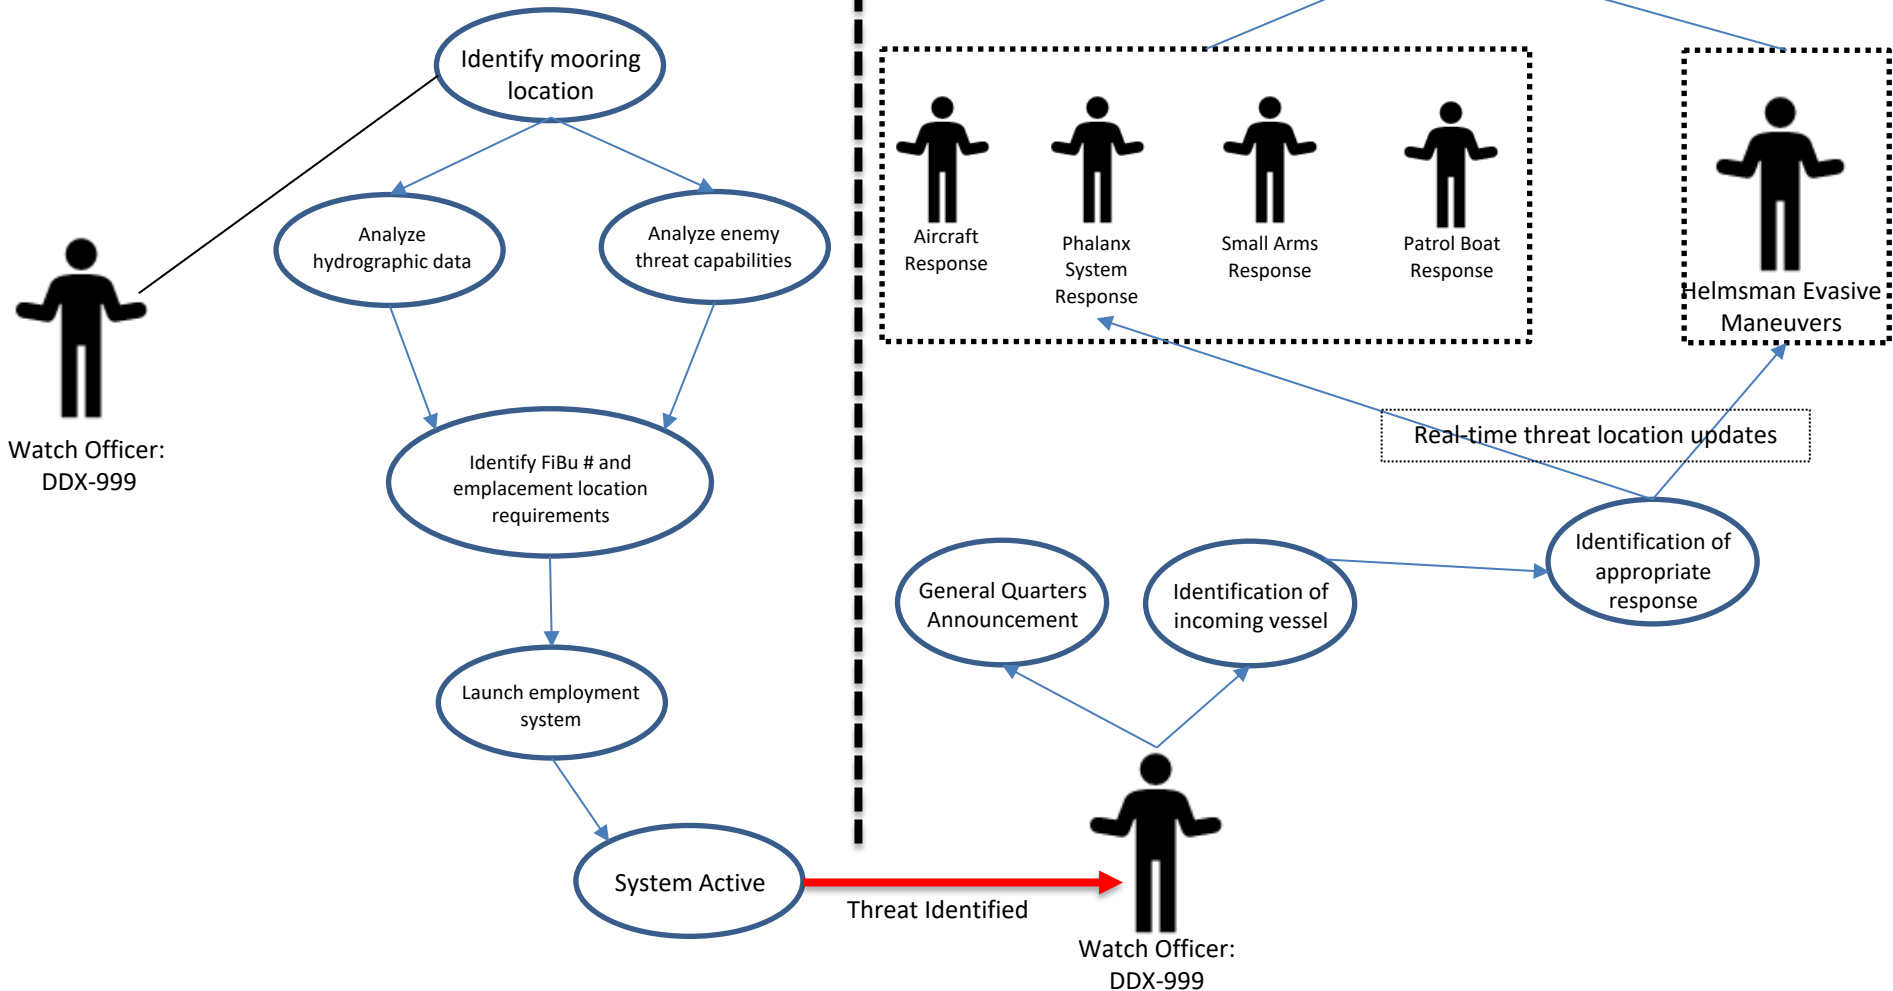 Identify mooring
location
Analyze
hydrographic data
Analyze enemy
threat capabilities
Watch Officer:
DDX-999
Identify FiBu # and
emplacement location
requirements
Launch employment
system
System Active
Threat Identified
Aircraft
Response
Phalanx
System
Response
Small Arms
Response
Patrol Boat
Response
Helmsman Evasive
Maneuvers
Real-time threat location updates
General Quarters
Announcement
Identification of
incoming vessel
Identification of
appropriate
response
Watch Officer:
DDX-999